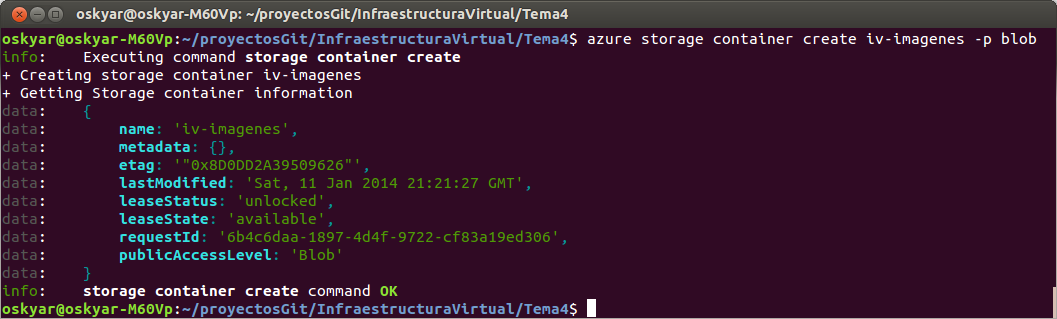 oskyar@oskyar-M60Vp: ~/proyectosGit/InfraestructuraVirtual/Tema4
oskyar@oskyar-M60Vp:~/proyectosGit/InfraestructuraVirtual/Tema4$ azure storage container create iv-imagenes -p blob
info:    Executing command storage container create
+ Creating storage container iv-imagenes
+ Getting Storage container information
data:    {
data:        name: 'iv-imagenes',
data:        metadata: {},
data:        etag: '"0x8D0DD2A39509626"',
data:        lastModified: 'Sat, 11 Jan 2014 21:21:27 GMT',
data:        leaseStatus: 'unlocked',
data:        leaseState: 'available',
data:        requestId: '6b4c6daa-1897-4d4f-9722-cf83a19ed306',
data:        publicAccessLevel: 'Blob'
data:    }
info:    storage container create command OK
oskyar@oskyar-M60Vp:~/proyectosGit/InfraestructuraVirtual/Tema4$